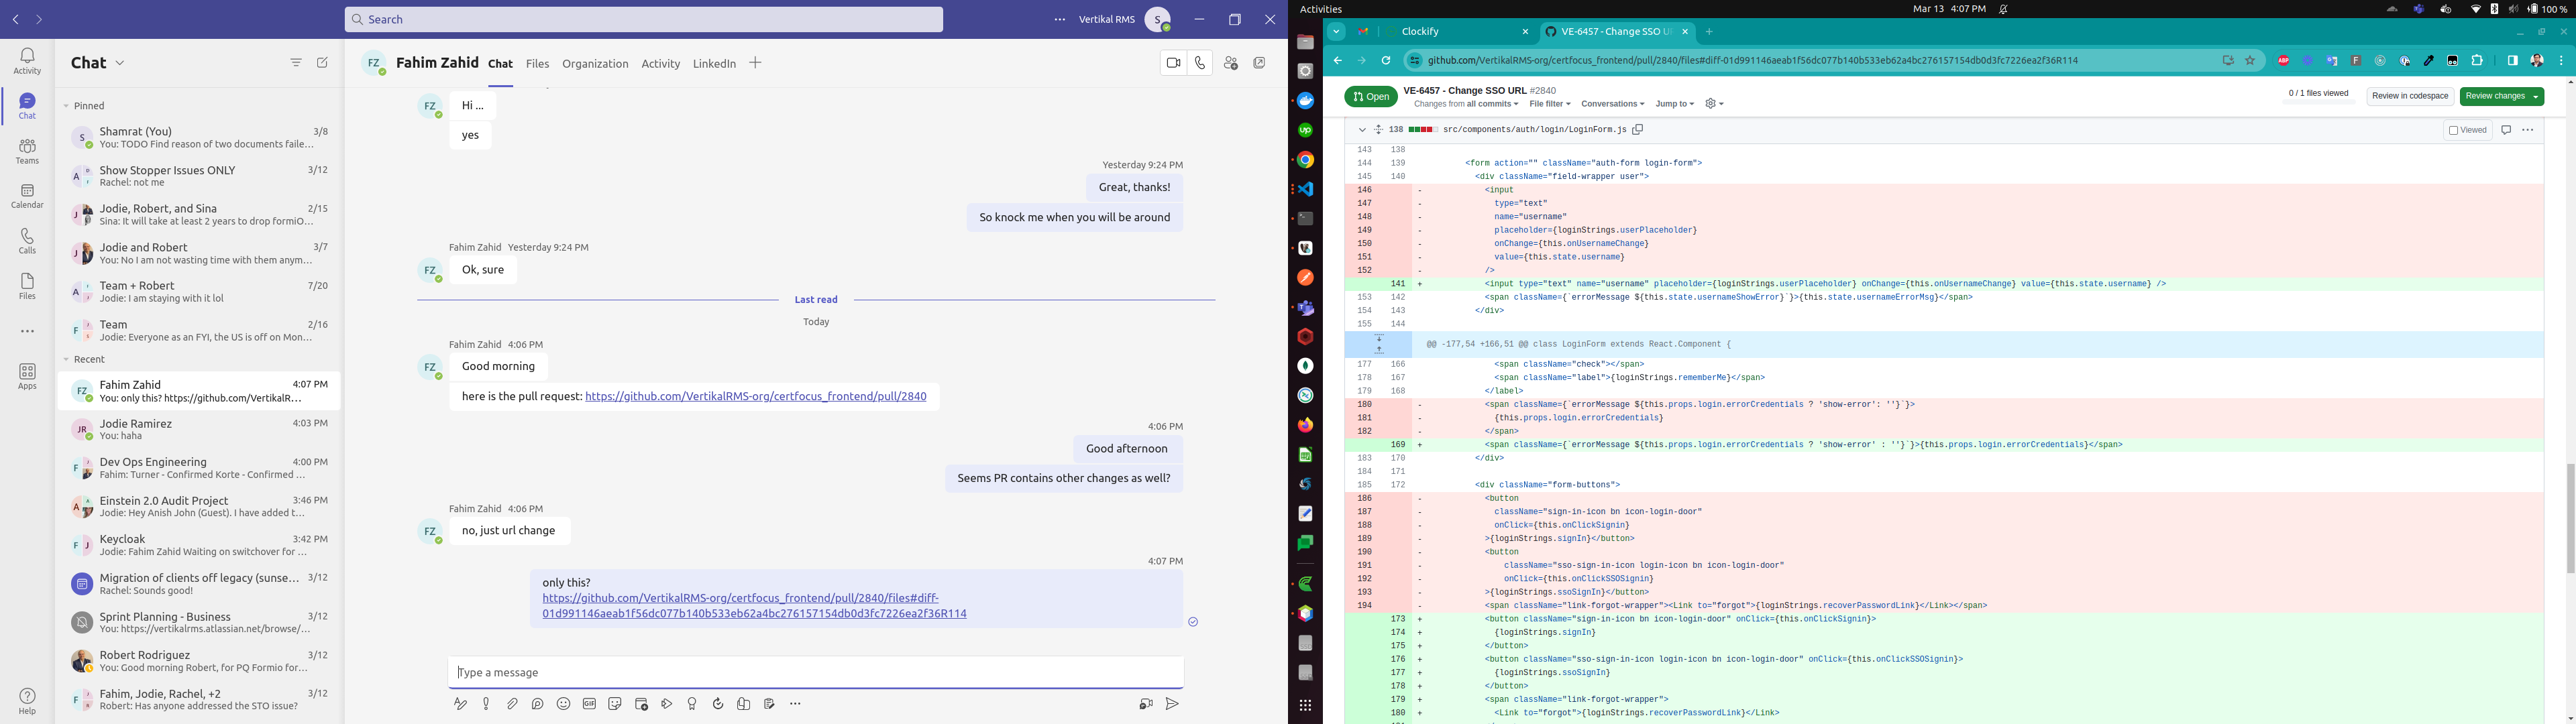 Search
Vertikal RMS
S
Activity
Chat
Teams
Calendar
Calls
Files
Apps
Help
Chat
Pinned
Shamrat (You) 3/8
You: TODO Find reason of two documents faile...
Show Stopper Issues ONLY 3/12
Rachel: not me
Jodie, Robert, and Sina 2/15
Sina: It will take at least 2 years to drop formiO...
Jodie and Robert 3/7
You: No I am not wasting time with them anym...
Team + Robert 7/20
Jodie: I am staying with it lol
Team 2/16
Jodie: Everyone as an FYI, the US is off on Mon...
Recent
Fahim Zahid 4:07 PM
You: only this? https://github.com/VertikalR...
Jodie Ramirez 4:03 PM
You: haha
Dev Ops Engineering 4:00 PM
Fahim: Turner - Confirmed Korte - Confirmed ...
Einstein 2.0 Audit Project 3:46 PM
Jodie: Hey Anish John (Guest). I have added t...
Keycloak 3:42 PM
Jodie: Fahim Zahid Waiting on switchover for ...
Migration of clients off legacy (sunse... 3/12
Rachel: Sounds good!
Sprint Planning - Business 3/12
You: https://vertikalrms.atlassian.net/browse/...
Robert Rodriguez 3/12
You: Good morning Robert, for PQ Formio for...
Fahim, Jodie, Rachel, +2 3/12
Robert: Has anyone addressed the STO issue?
FZ Fahim Zahid Chat Files Organization Activity LinkedIn
FZ
Hi ...
yes
Yesterday 9:24 PM
Great, thanks!
So knock me when you will be around
Fahim Zahid Yesterday 9:24 PM
FZ
Ok, sure
Last read
Today
Fahim Zahid 4:06 PM
FZ
Good morning
here is the pull request: https://github.com/VertikalRMS-org/certfocus_frontend/pull/2840
4:06 PM
Good afternoon
Seems PR contains other changes as well?
Fahim Zahid 4:06 PM
FZ
no, just url change
4:07 PM
only this?
https://github.com/VertikalRMS-org/certfocus_frontend/pull/2840/files#diff-
01d991146aeab1f56dc077b140b533eb62a4bc276157154db0d3fc7226ea2f36R114
Type a message
Activities
Mar 13 4:07 PM
100 %
Clockify
VE-6457 - Change SSO U
github.com/VertikalRMS-org/certfocus_frontend/pull/2840/files#diff-01d991146aeab1f56dc077b140b533eb62a4bc276157154db0d3fc7226ea2f36R114
Open
VE-6457 - Change SSO URL #2840
Changes from all commits File filter Conversations Jump to
0 / 1 files viewed
Review in codespace
Review changes
138 src/components/auth/login/LoginForm.js
Viewed
143 138
144 139 <form action="" className="auth-form login-form">
145 140 <div className="field-wrapper user">
146 - <input
147 - type="text"
148 - name="username"
149 - placeholder={loginStrings.userPlaceholder}
150 - onChange={this.onUsernameChange}
151 - value={this.state.username}
152 - />
141 + <input type="text" name="username" placeholder={loginStrings.userPlaceholder} onChange={this.onUsernameChange} value={this.state.username} />
153 142 <span className={`errorMessage ${this.state.usernameShowError}`}>{this.state.usernameErrorMsg}</span>
154 143 </div>
155 144
@@ -177,54 +166,51 @@ class LoginForm extends React.Component {
177 166 <span className="check"></span>
178 167 <span className="label">{loginStrings.rememberMe}</span>
179 168 </label>
180 - <span className={`errorMessage ${this.props.login.errorCredentials ? 'show-error': ''}`}>
181 - {this.props.login.errorCredentials}
182 - </span>
169 + <span className={`errorMessage ${this.props.login.errorCredentials ? 'show-error' : ''}`}>{this.props.login.errorCredentials}</span>
183 170 </div>
184 171
185 172 <div className="form-buttons">
186 - <button
187 - className="sign-in-icon bn icon-login-door"
188 - onClick={this.onClickSignin}
189 - >{loginStrings.signIn}</button>
190 - <button
191 - className="sso-sign-in-icon login-icon bn icon-login-door"
192 - onClick={this.onClickSSOSignin}
193 - >{loginStrings.ssoSignIn}</button>
194 - <span className="link-forgot-wrapper"><Link to="forgot">{loginStrings.recoverPasswordLink}</Link></span>
173 + <button className="sign-in-icon bn icon-login-door" onClick={this.onClickSignin}>
174 + {loginStrings.signIn}
175 + </button>
176 + <button className="sso-sign-in-icon login-icon bn icon-login-door" onClick={this.onClickSSOSignin}>
177 + {loginStrings.ssoSignIn}
178 + </button>
179 + <span className="link-forgot-wrapper">
180 + <Link to="forgot">{loginStrings.recoverPasswordLink}</Link>